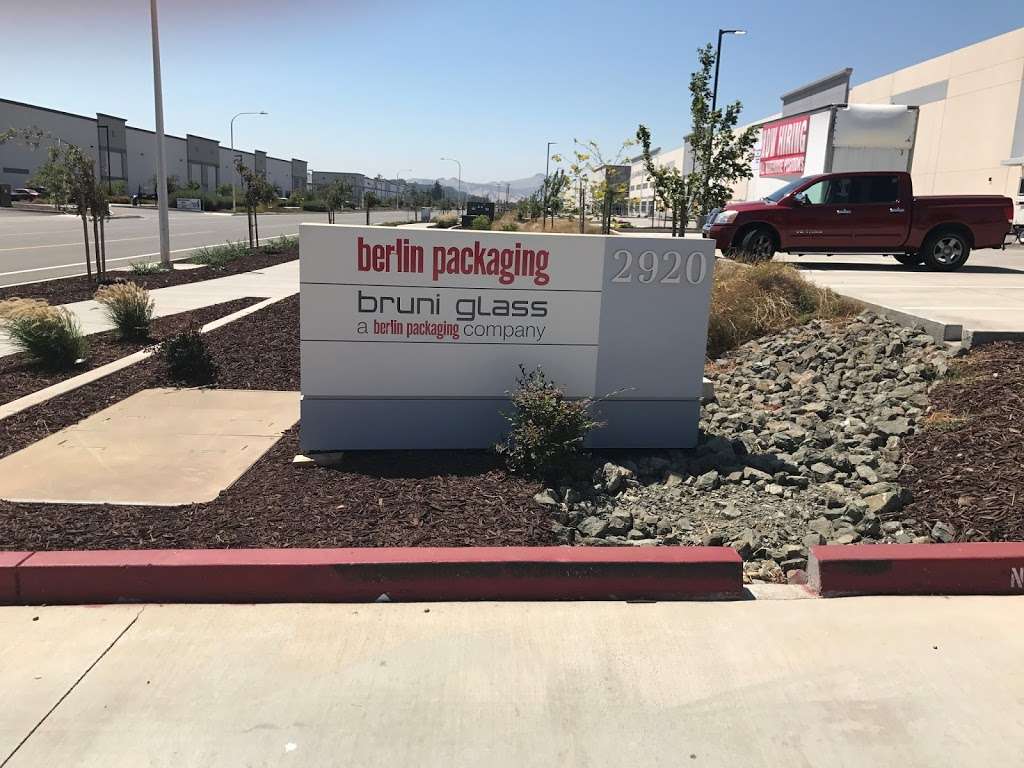 berlin packaging
2920
bruni glass
a berlin packaging company
NOW HIRING